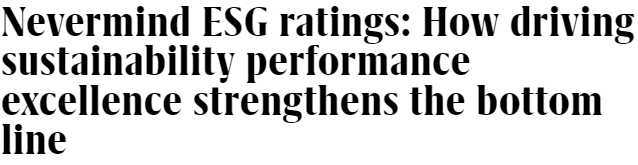 Nevermind ESG ratings: How driving
sustainability performance
excellence strengthens the bottom
line